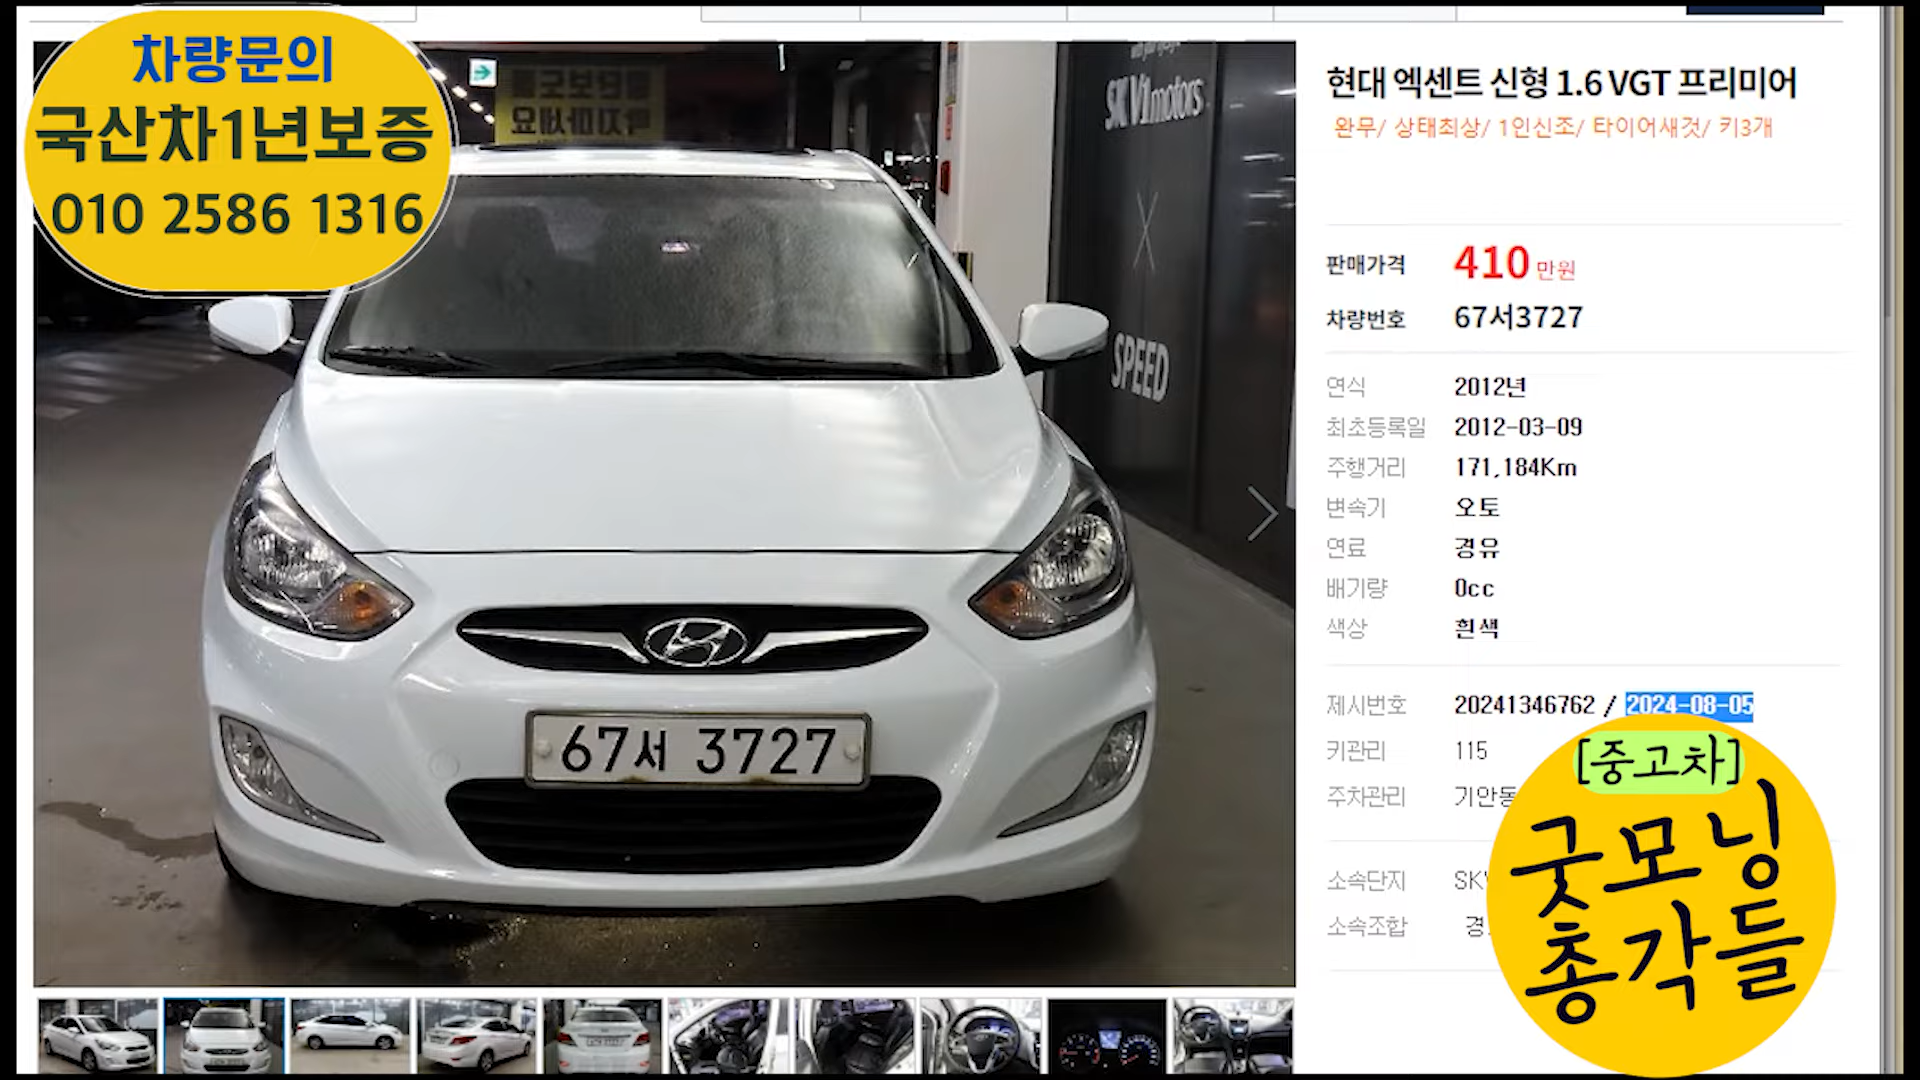 차량문의
국산차1년보증
010 2586 1316
SK V1 motors
X
SPEED
67서 3727
현대 엑센트 신형 1.6 VGT 프리미어
완무/ 상태최상/ 1인신조/ 타이어새것/ 키3개
판매가격 410 만원
차량번호 67서3727
연식 2012년
최초등록일 2012-03-09
주행거리 171,184Km
변속기 오토
연료 경유
배기량 0cc
색상 흰색
제시번호 20241346762 / 2024-08-05
키관리 115
주차관리 기안동
소속단지 SK
소속조합 경
[중고차]
굿모닝
총각들